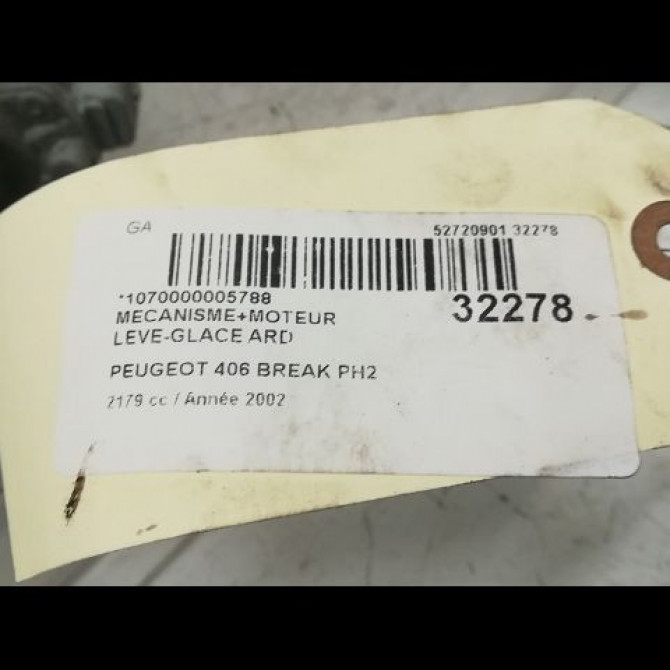 GA 52720901 32278
*1070000005788 32278
MECANISME+MOTEUR
LEVE-GLACE ARD
PEUGEOT 406 BREAK PH2
2179 cc / Année 2002